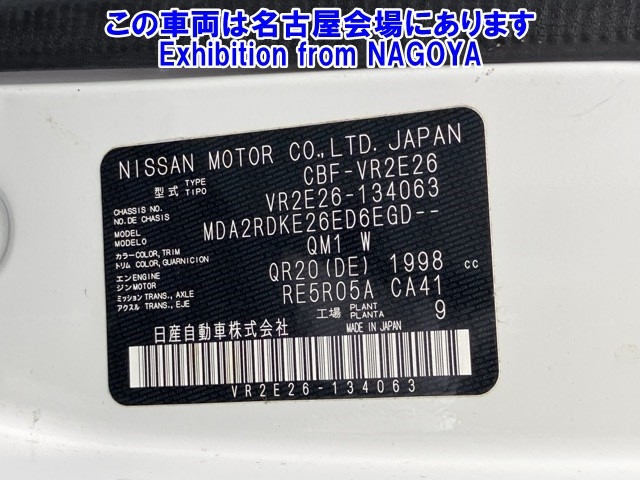 この車両は名古屋会場にあります
Exhibition from NAGOYA
NISSAN MOTOR CO.,LTD. JAPAN
型式 TYPE TIPO CBF-VR2E26
CHASSIS NO. NO.DE CHASIS VR2E26-134063
MODEL MODELO MDA2RDKE26ED6EGD--
カラー COLOR, TRIM トリム COLOR, GUARNICION QM1 W
エンジン ENGINE MOTOR QR20(DE) 1998 cc
ミッション TRANS., AXLE アクスル TRANS., EJE RE5R05A CA41
工場 PLANT PLANTA 9
日産自動車株式会社 MADE IN JAPAN
VR2E26-134063